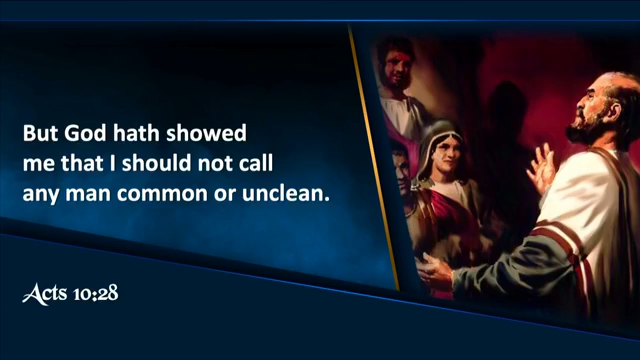 But God hath showed
me that I should not call
any man common or unclean.
Acts 10:28